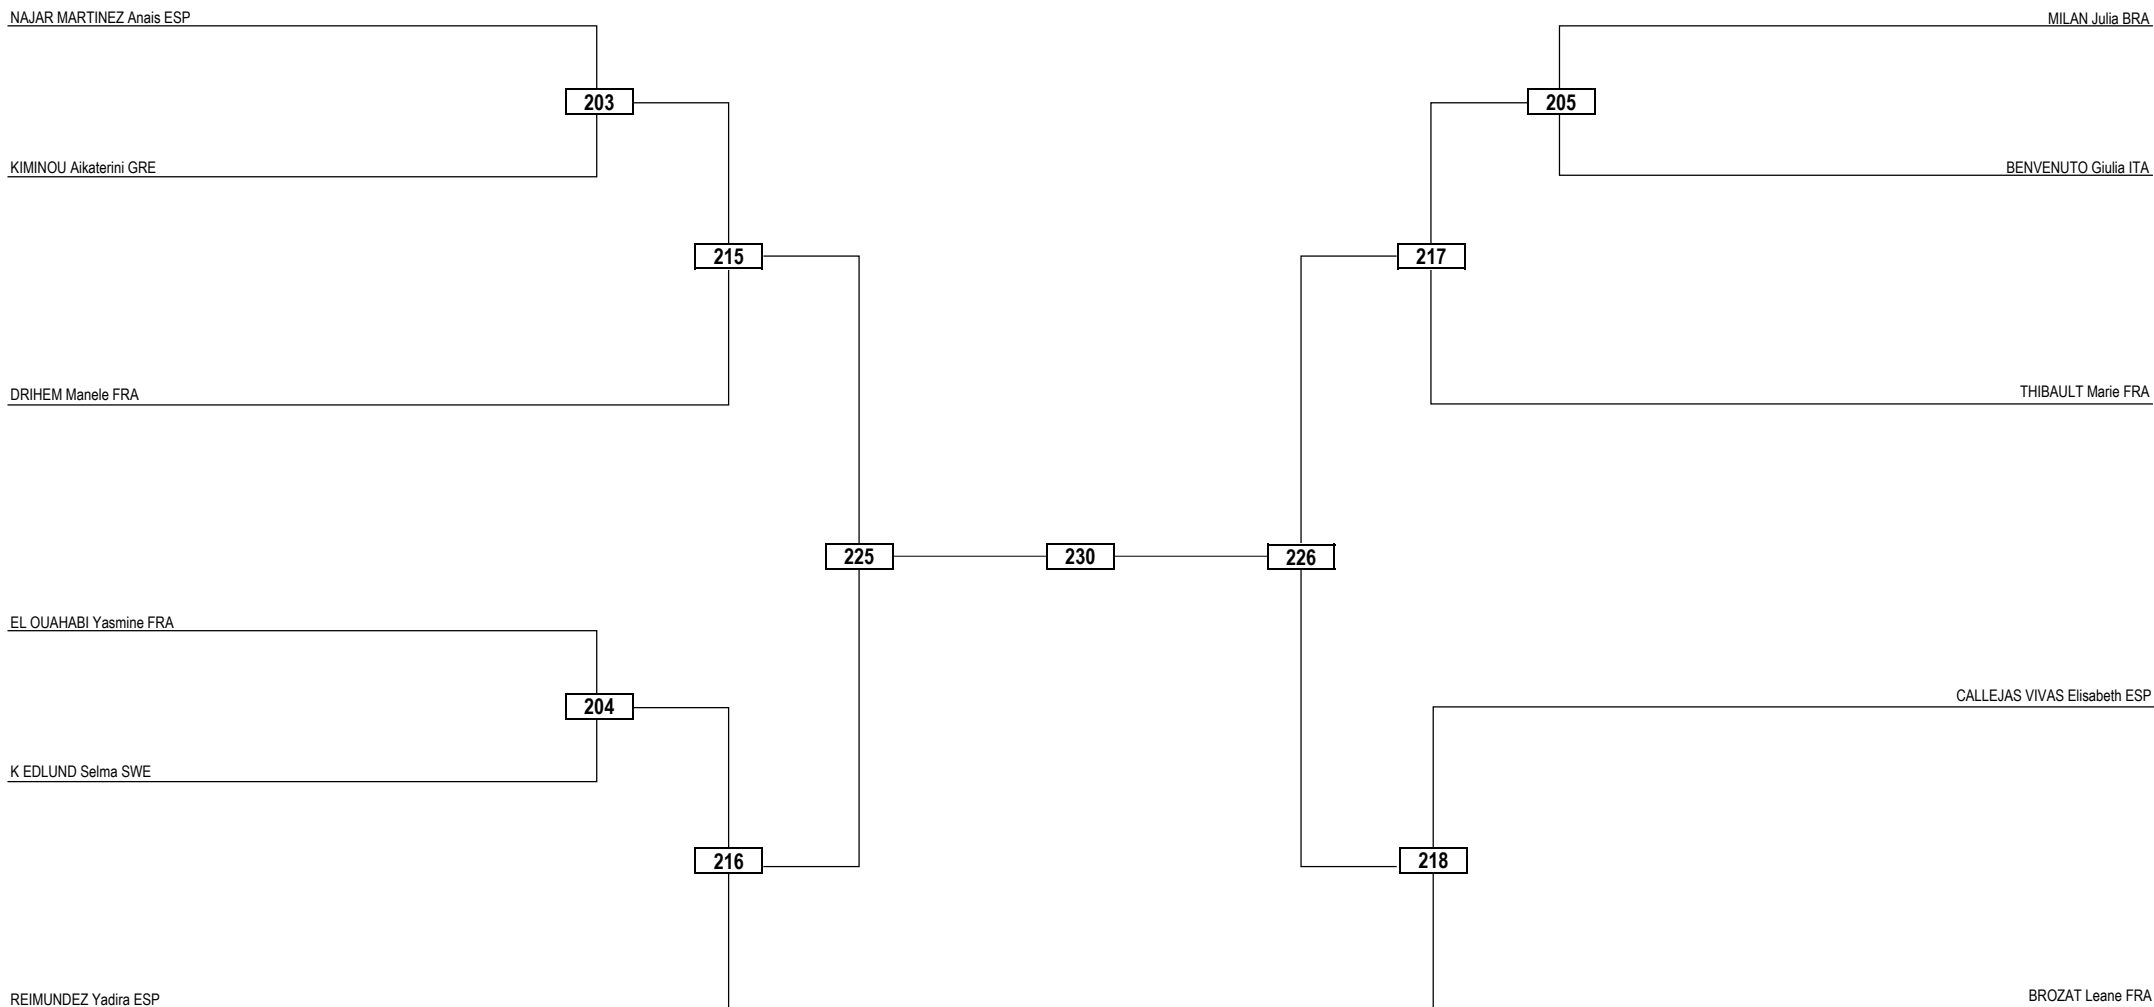 NAJAR MARTINEZ Anais ESP
MILAN Julia BRA
203
205
KIMINOU Aikaterini GRE
BENVENUTO Giulia ITA
215
217
DRIHEM Manele FRA
THIBAULT Marie FRA
225
230
226
EL OUAHABI Yasmine FRA
204
CALLEJAS VIVAS Elisabeth ESP
K EDLUND Selma SWE
216
218
REIMUNDEZ Yadira ESP
BROZAT Leane FRA